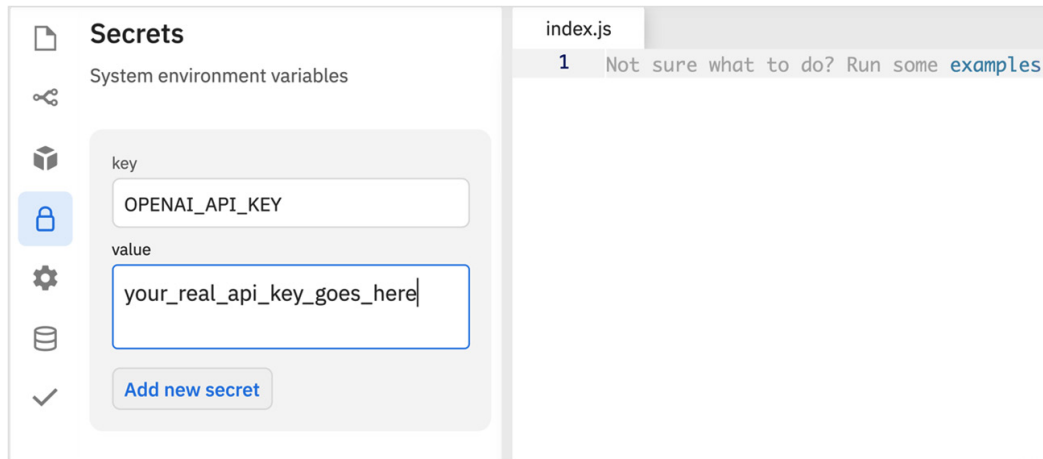 Secrets
System environment variables
key
OPENAI_API_KEY
value
your_real_api_key_goes_here
Add new secret
index.js
1 Not sure what to do? Run some examples